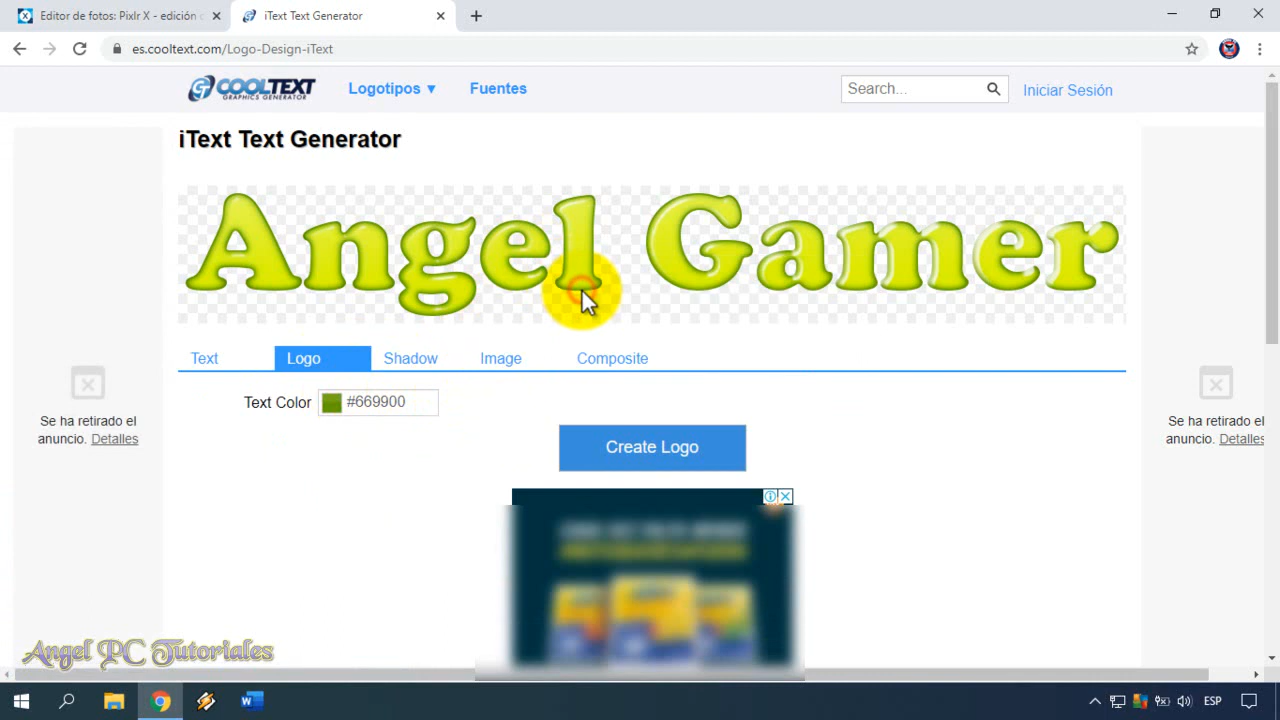 Editor de fotos: Pixlr X - edición
iText Text Generator
es.cooltext.com/Logo-Design-iText
COOLTEXT
GRAPHICS GENERATOR
Logotipos ▼
Fuentes
Search...
Iniciar Sesión
iText Text Generator
Angel Gamer
Text
Logo
Shadow
Image
Composite
Text Color
#669900
Create Logo
Se ha retirado el
anuncio. Detalles
Se ha retirado el
anuncio. Detalles
Angel PC Tutoriales
ESP